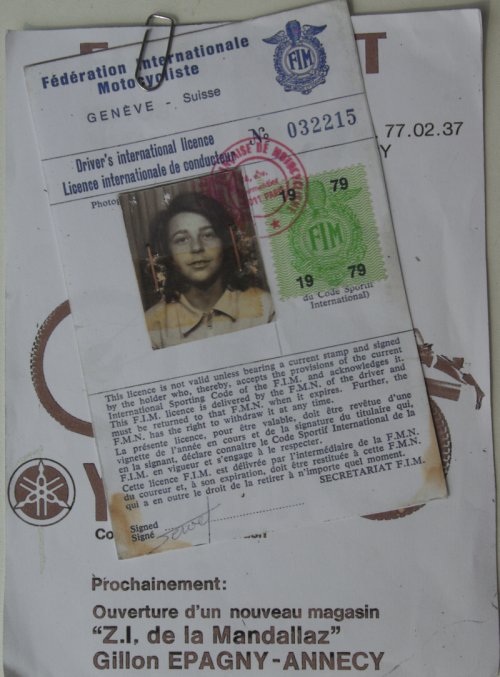 T
Fédération Internationale
Motocycliste
FIM
GENÈVE - Suisse
77.02.37
Y
Driver's international licence
Licence internationale de conducteur
No 032215
Photo
DE MOTOCYCLISME
19 79
FIM
19 79
du Code Sportif
International)
This licence is not valid unless bearing a current stamp and signed
by the holder who, thereby, accepts the provisions of the current
International Sporting Code of the F.I.M. and acknowledges it.
This F.I.M. licence is delivered by the F.M.N. of the driver and
must be returned to that F.M.N. when it expires. Further, the
F.M.N. has the right to withdraw it at any time.
La présente licence, pour être valable, doit être revêtue d'une
vignette de l'année en cours et de la signature du titulaire qui,
en la signant, déclare connaître le Code Sportif International de la
F.I.M. en vigueur et s'engage à le respecter.
Cette licence F.I.M. est délivrée par l'intermédiaire de la F.M.N.
du coureur et, à son expiration, doit être restituée à cette F.M.N.
qui a en outre le droit de la retirer à n'importe quel moment.
SECRETARIAT F.I.M.
Signed
Signé
Y
Co
Prochainement:
Ouverture d'un nouveau magasin
"Z.I, de la Mandallaz"
Gillon EPAGNY-ANNECY